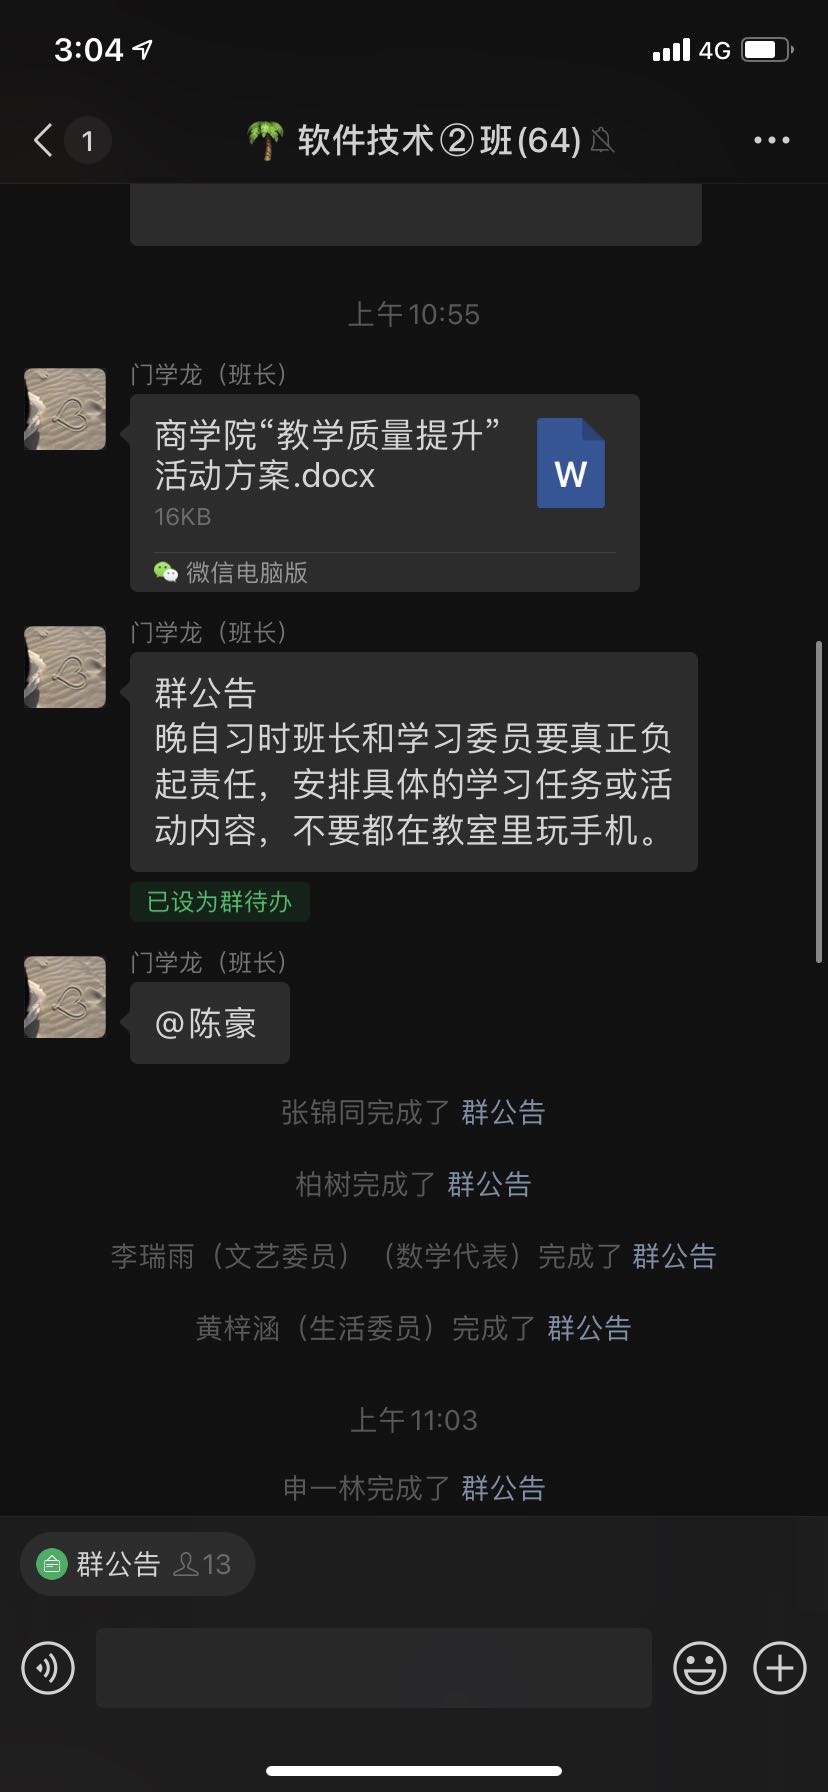 3:04
4G
1
🌴 软件技术②班(64)
上午10:55
门学龙（班长）
商学院“教学质量提升”
活动方案.docx
W
16KB
微信电脑版
门学龙（班长）
群公告
晚自习时班长和学习委员要真正负
起责任，安排具体的学习任务或活
动内容，不要都在教室里玩手机。
已设为群待办
门学龙（班长）
@陈豪
张锦同完成了 群公告
柏树完成了 群公告
李瑞雨（文艺委员）（数学代表）完成了 群公告
黄梓涵（生活委员）完成了 群公告
上午11:03
申一林完成了 群公告
群公告 13